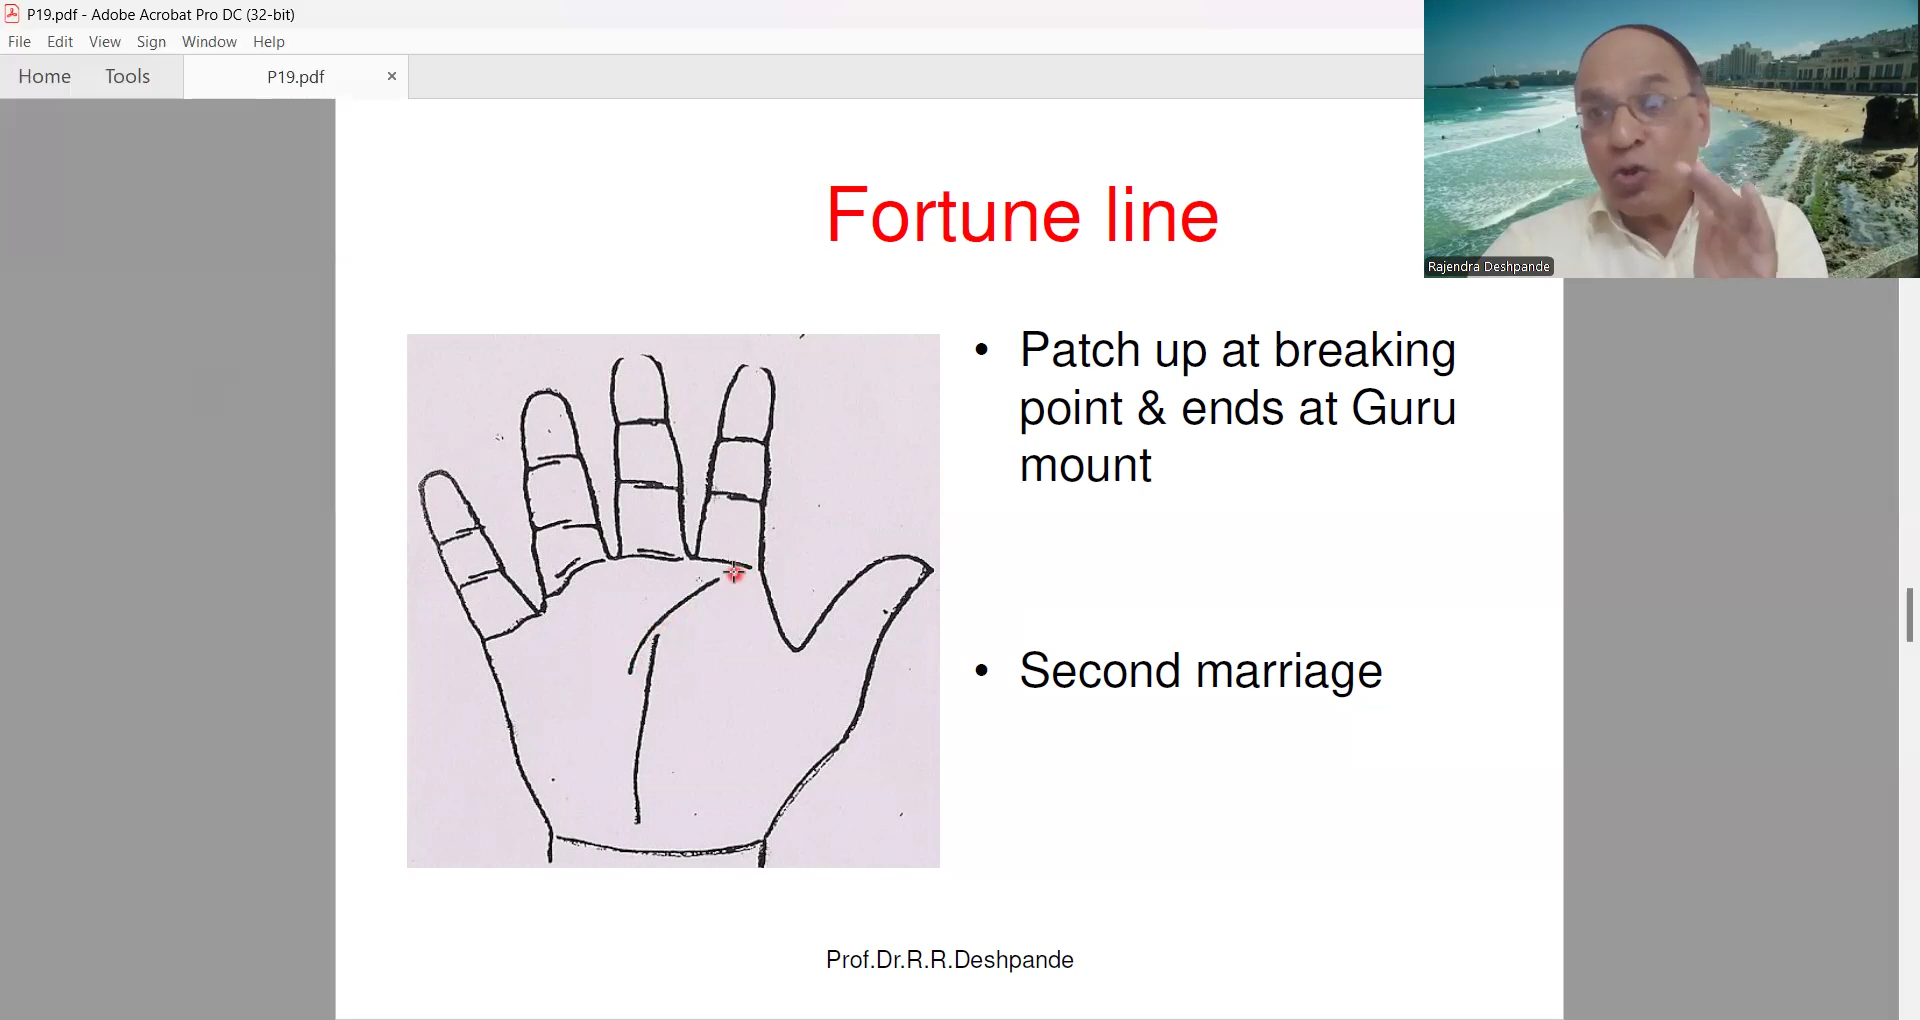 P19.pdf - Adobe Acrobat Pro DC (32-bit)
File Edit View Sign Window Help
Home Tools P19.pdf ×
Rajendra Deshpande
Fortune line
• Patch up at breaking
point & ends at Guru
mount
• Second marriage
Prof.Dr.R.R.Deshpande